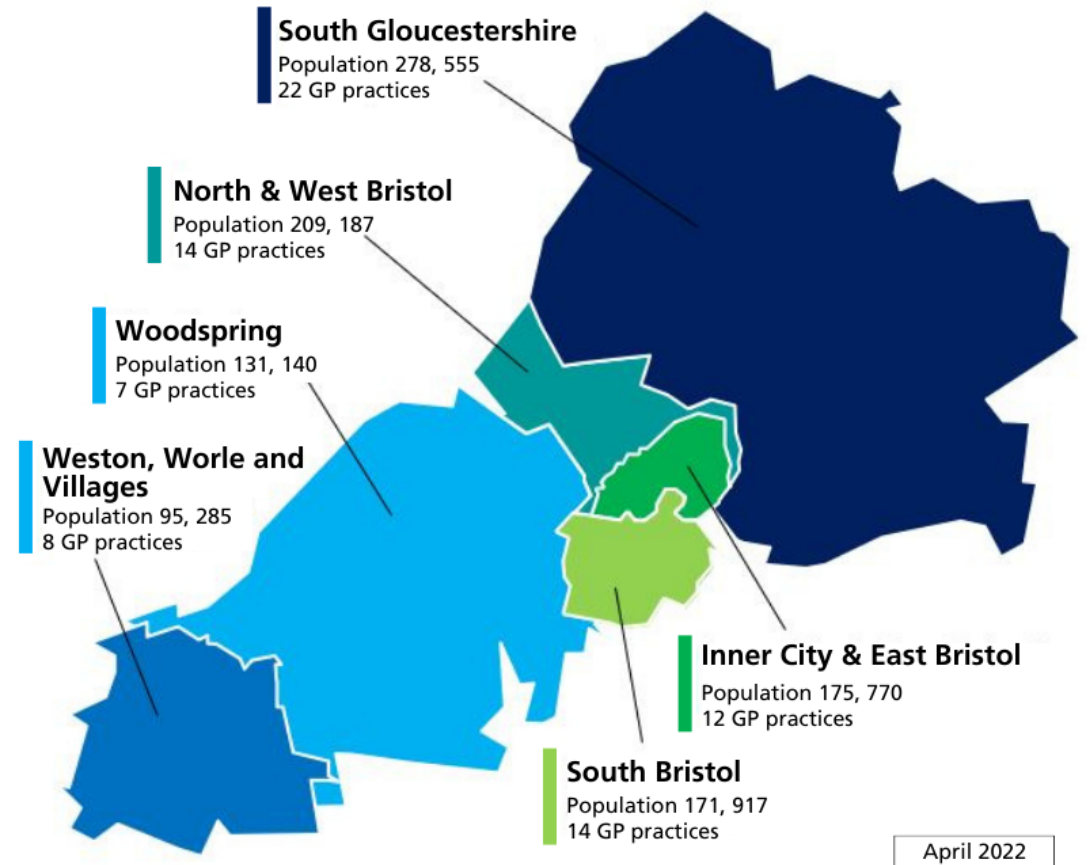 South Gloucestershire
Population 278, 555
22 GP practices
North & West Bristol
Population 209, 187
14 GP practices
Woodspring
Population 131, 140
7 GP practices
Weston, Worle and
Villages
Population 95, 285
8 GP practices
Inner City & East Bristol
Population 175, 770
12 GP practices
South Bristol
Population 171, 917
14 GP practices
April 2022